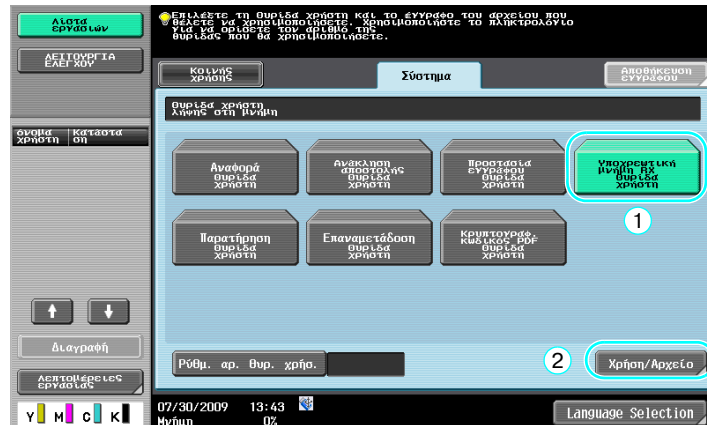 Λίστα
εργασιών
Επιλέξτε τη θυρίδα χρήστη και το έγγραφο του αρχείου που
θέλετε να χρησιμοποιήσετε. Χρησιμοποιήστε το πληκτρολόγιο
για να ορίσετε τον αριθμό της
θυρίδας που θα χρησιμοποιήσετε.
ΛΕΙΤΟΥΡΓΙΑ
ΕΛΕΓΧΟΥ
Κοινής
χρήσης
Σύστημα
Αποθήκευση
εγγράφου
θυρίδα χρήστη
λήψης στη μνήμη
όνομα
χρήστη
Κατάστα
ση
Αναφορά
θυρίδα
χρήστη
Ανάκληση
αποστολής
θυρίδα
χρήστη
Προστασία
εγγράφου
θυρίδα
χρήστη
Υποχρεωτική
μνήμη RX
θυρίδα
χρήστη
1
Παρατήρηση
θυρίδα
χρήστη
Επαναμετάδοση
θυρίδα
χρήστη
Κρυπτογράφ.
κωδικός PDF
θυρίδα
χρήστη
Διαγραφή
Ρύθμ. αρ. θυρ. χρήσ.
2
Χρήση/Αρχείο
Λεπτομέρειες
εργασίας
Y M C K
07/30/2009 13:43
Μνήμη 0%
Language Selection